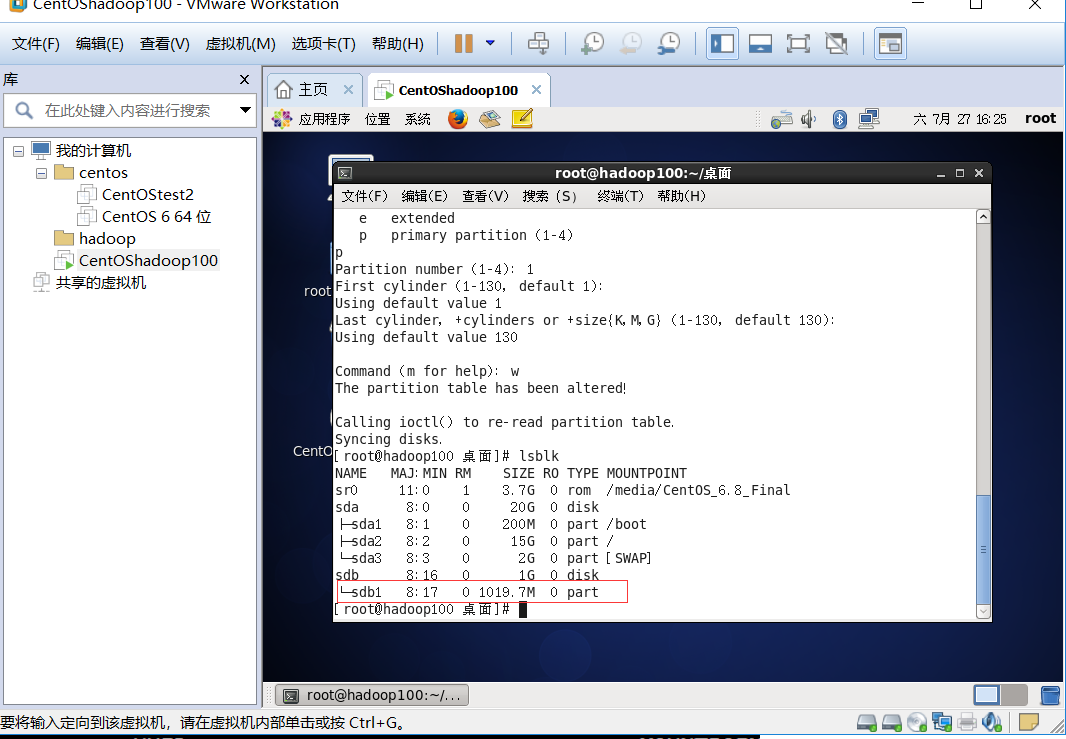 CentOShadoop100 - VMware Workstation
文件(F) 编辑(E) 查看(V) 虚拟机(M) 选项卡(T) 帮助(H)
库
在此处键入内容进行搜索
我的计算机
centos
CentOStest2
CentOS 6 64 位
hadoop
CentOShadoop100
共享的虚拟机
主页 CentOShadoop100
应用程序 位置 系统 六 7月 27 16:25 root
root
CentO
root@hadoop100:~/桌面
文件(F) 编辑(E) 查看(V) 搜索 (S) 终端(T) 帮助(H)
e extended
p primary partition (1-4)
p
Partition number (1-4): 1
First cylinder (1-130, default 1):
Using default value 1
Last cylinder, +cylinders or +size{K,M,G} (1-130, default 130):
Using default value 130
Command (m for help): w
The partition table has been altered!
Calling ioctl() to re-read partition table.
Syncing disks.
[root@hadoop100 桌面]# lsblk
NAME MAJ:MIN RM SIZE RO TYPE MOUNTPOINT
sr0 11:0 1 3.7G 0 rom /media/CentOS_6.8_Final
sda 8:0 0 20G 0 disk
├─sda1 8:1 0 200M 0 part /boot
├─sda2 8:2 0 15G 0 part /
└─sda3 8:3 0 2G 0 part [SWAP]
sdb 8:16 0 1G 0 disk
└─sdb1 8:17 0 1019.7M 0 part
[root@hadoop100 桌面]#
root@hadoop100:~/...
要将输入定向到该虚拟机，请在虚拟机内部单击或按 Ctrl+G。